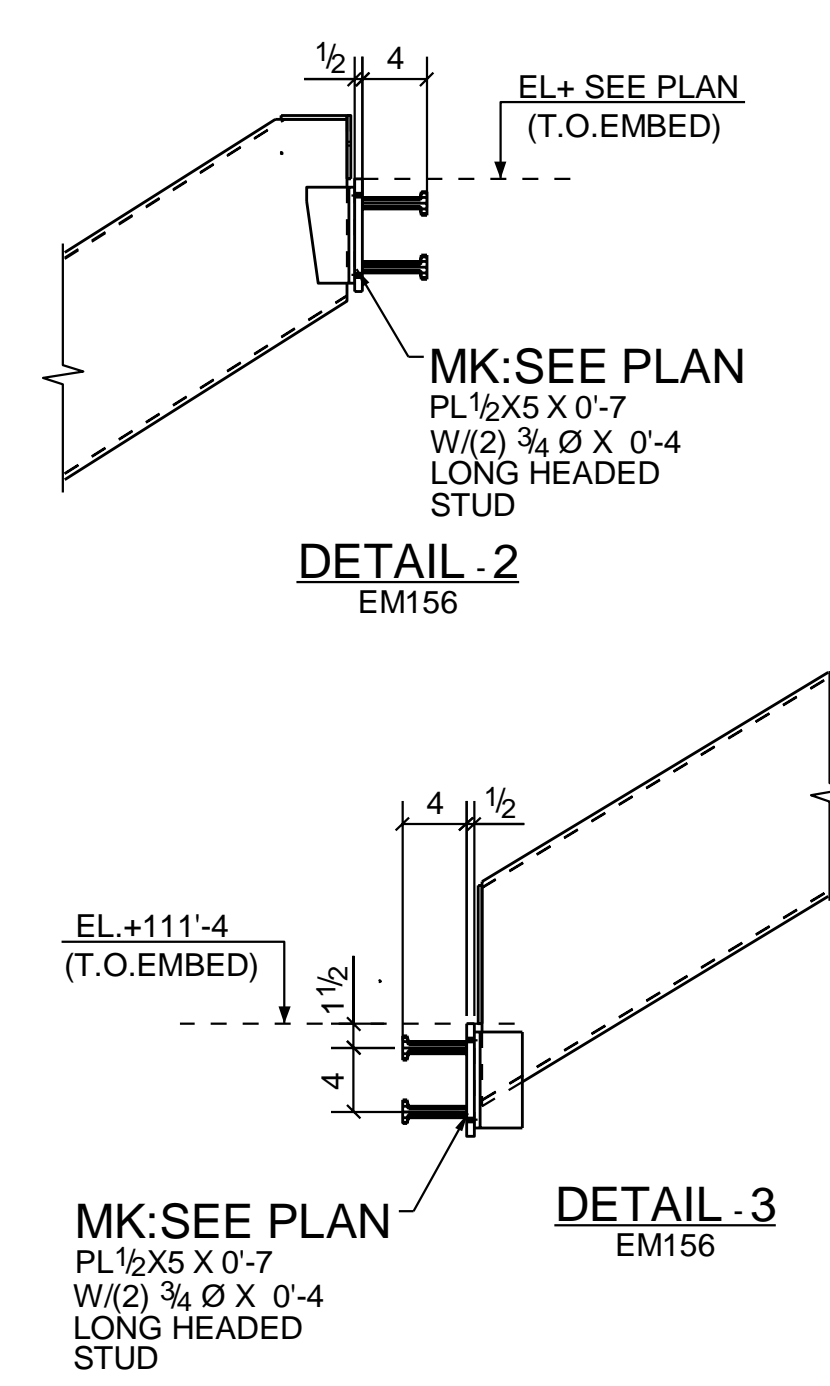 1/2 4
EL+ SEE PLAN
(T.O.EMBED)
MK:SEE PLAN
PL1/2X5 X 0'-7
W/(2) 3/4 Ø X 0'-4
LONG HEADED
STUD
DETAIL - 2
EM156
4 1/2
EL.+111'-4
(T.O.EMBED)
1 1/2
4
MK:SEE PLAN
PL1/2X5 X 0'-7
W/(2) 3/4 Ø X 0'-4
LONG HEADED
STUD
DETAIL - 3
EM156